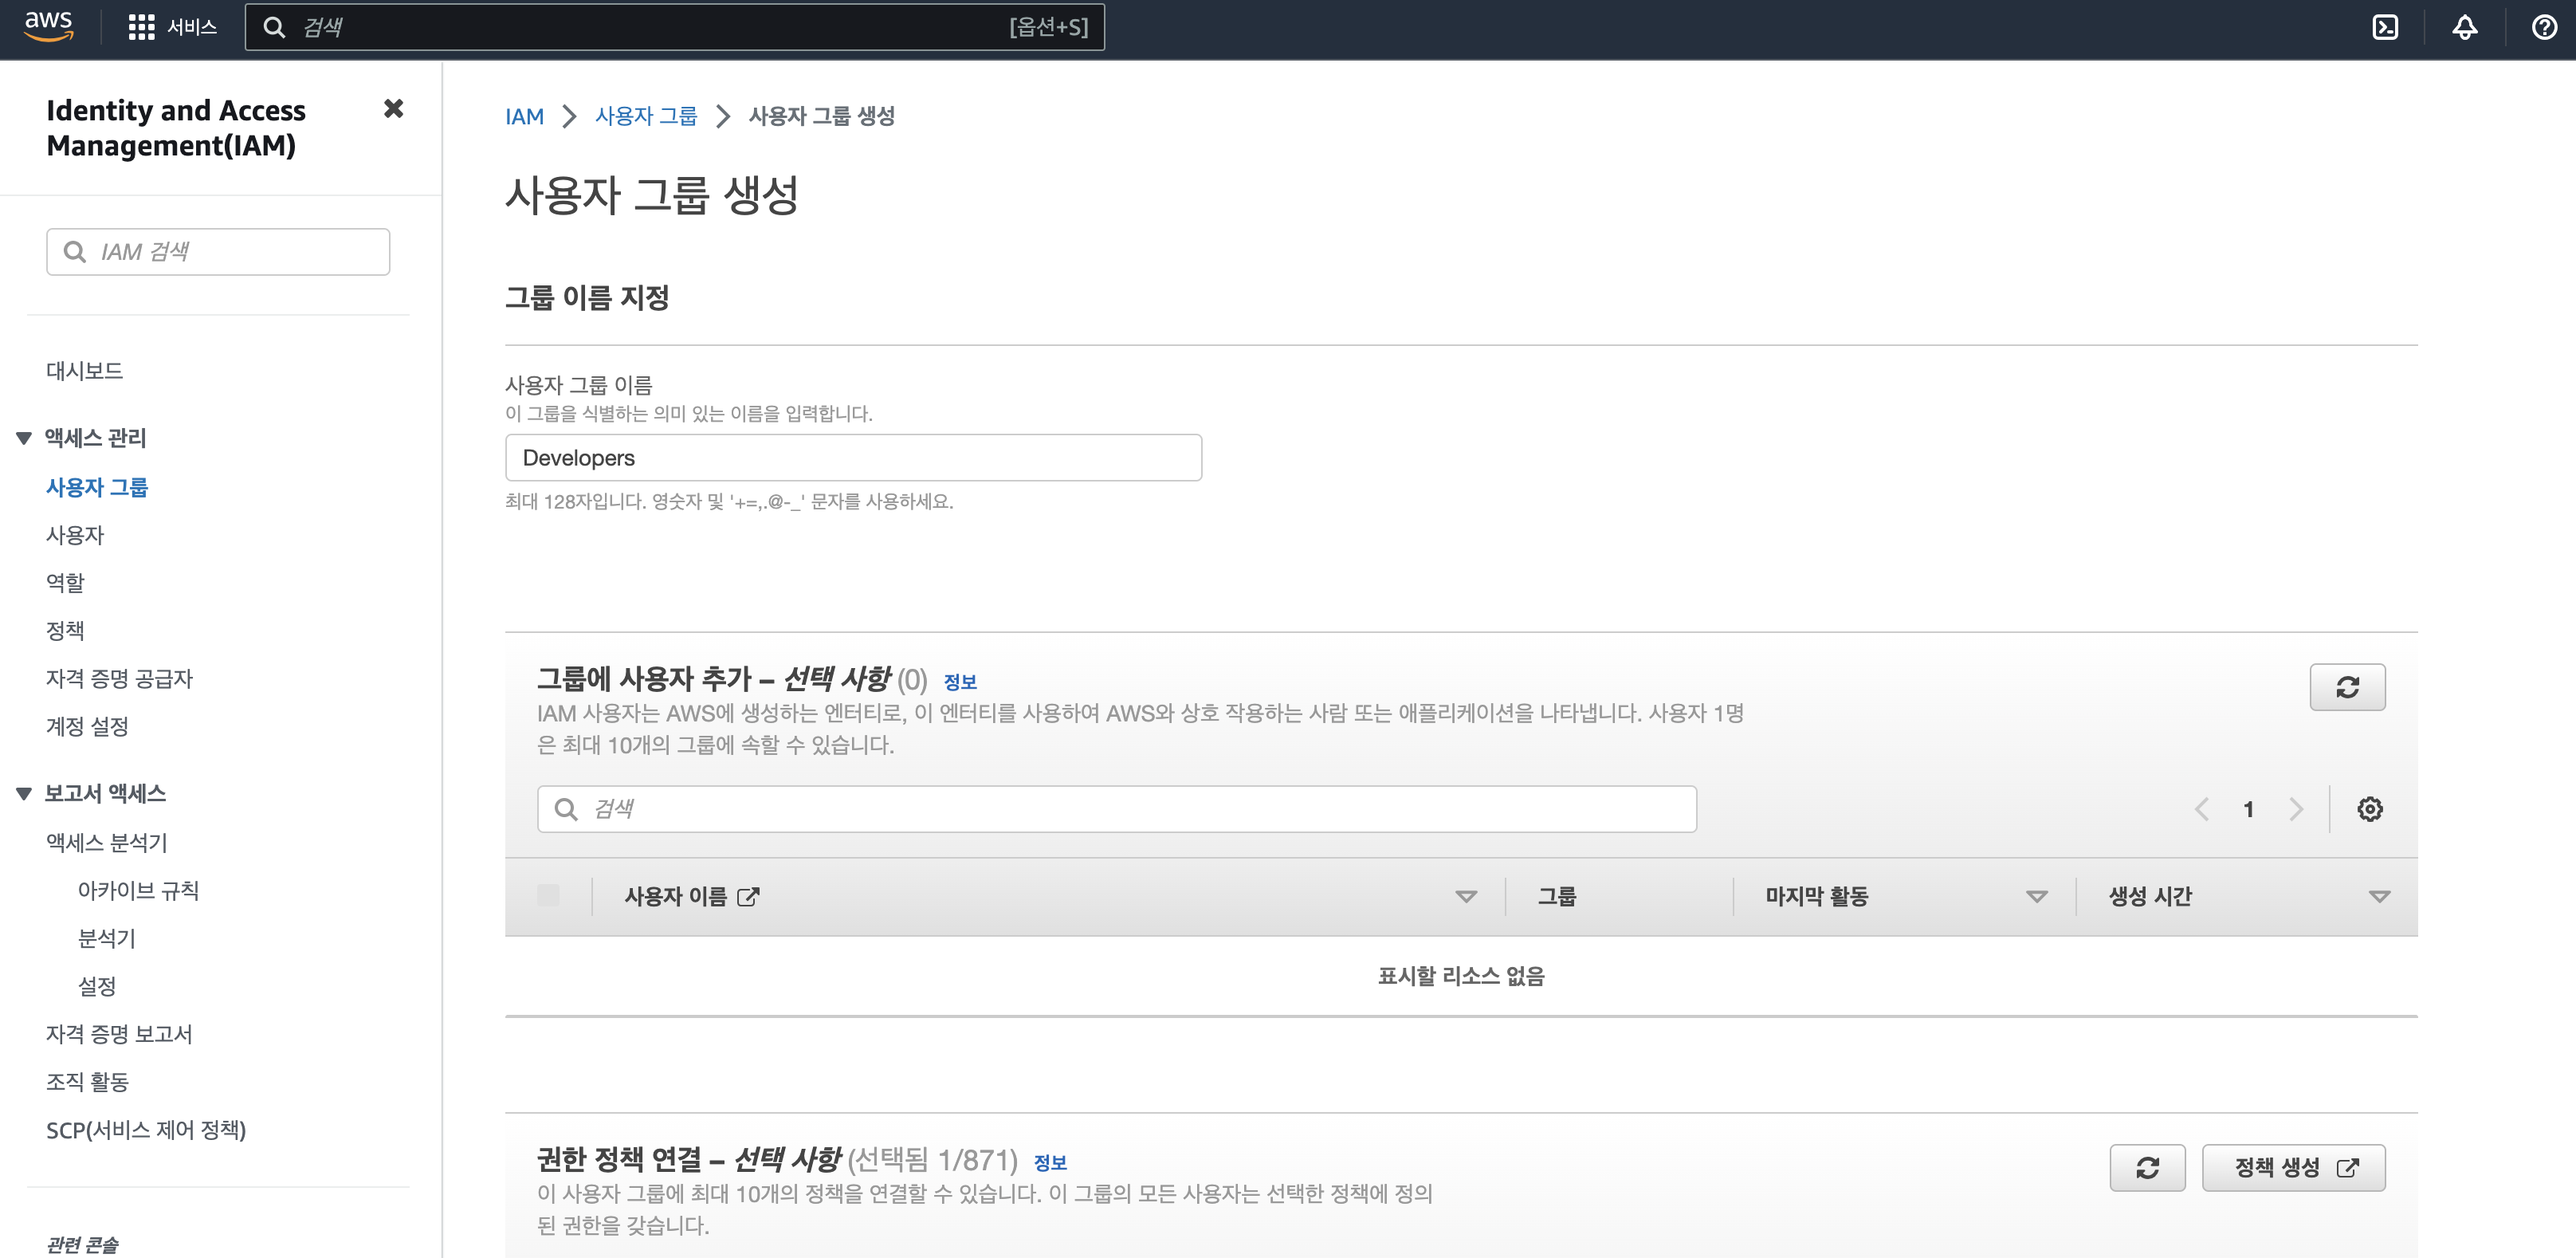 aws
서비스
검색
[옵션+S]
Identity and Access
Management(IAM)
IAM 검색
대시보드
액세스 관리
사용자 그룹
사용자
역할
정책
자격 증명 공급자
계정 설정
보고서 액세스
액세스 분석기
아카이브 규칙
분석기
설정
자격 증명 보고서
조직 활동
SCP(서비스 제어 정책)
관련 콘솔
IAM 사용자 그룹 사용자 그룹 생성
사용자 그룹 생성
그룹 이름 지정
사용자 그룹 이름
이 그룹을 식별하는 의미 있는 이름을 입력합니다.
Developers
최대 128자입니다. 영숫자 및 '+=,.@-_' 문자를 사용하세요.
그룹에 사용자 추가 – 선택 사항 (0) 정보
IAM 사용자는 AWS에 생성하는 엔터티로, 이 엔터티를 사용하여 AWS와 상호 작용하는 사람 또는 애플리케이션을 나타냅니다. 사용자 1명
은 최대 10개의 그룹에 속할 수 있습니다.
검색
1
사용자 이름 그룹 마지막 활동 생성 시간
표시할 리소스 없음
권한 정책 연결 – 선택 사항 (선택됨 1/871) 정보
정책 생성
이 사용자 그룹에 최대 10개의 정책을 연결할 수 있습니다. 이 그룹의 모든 사용자는 선택한 정책에 정의
된 권한을 갖습니다.